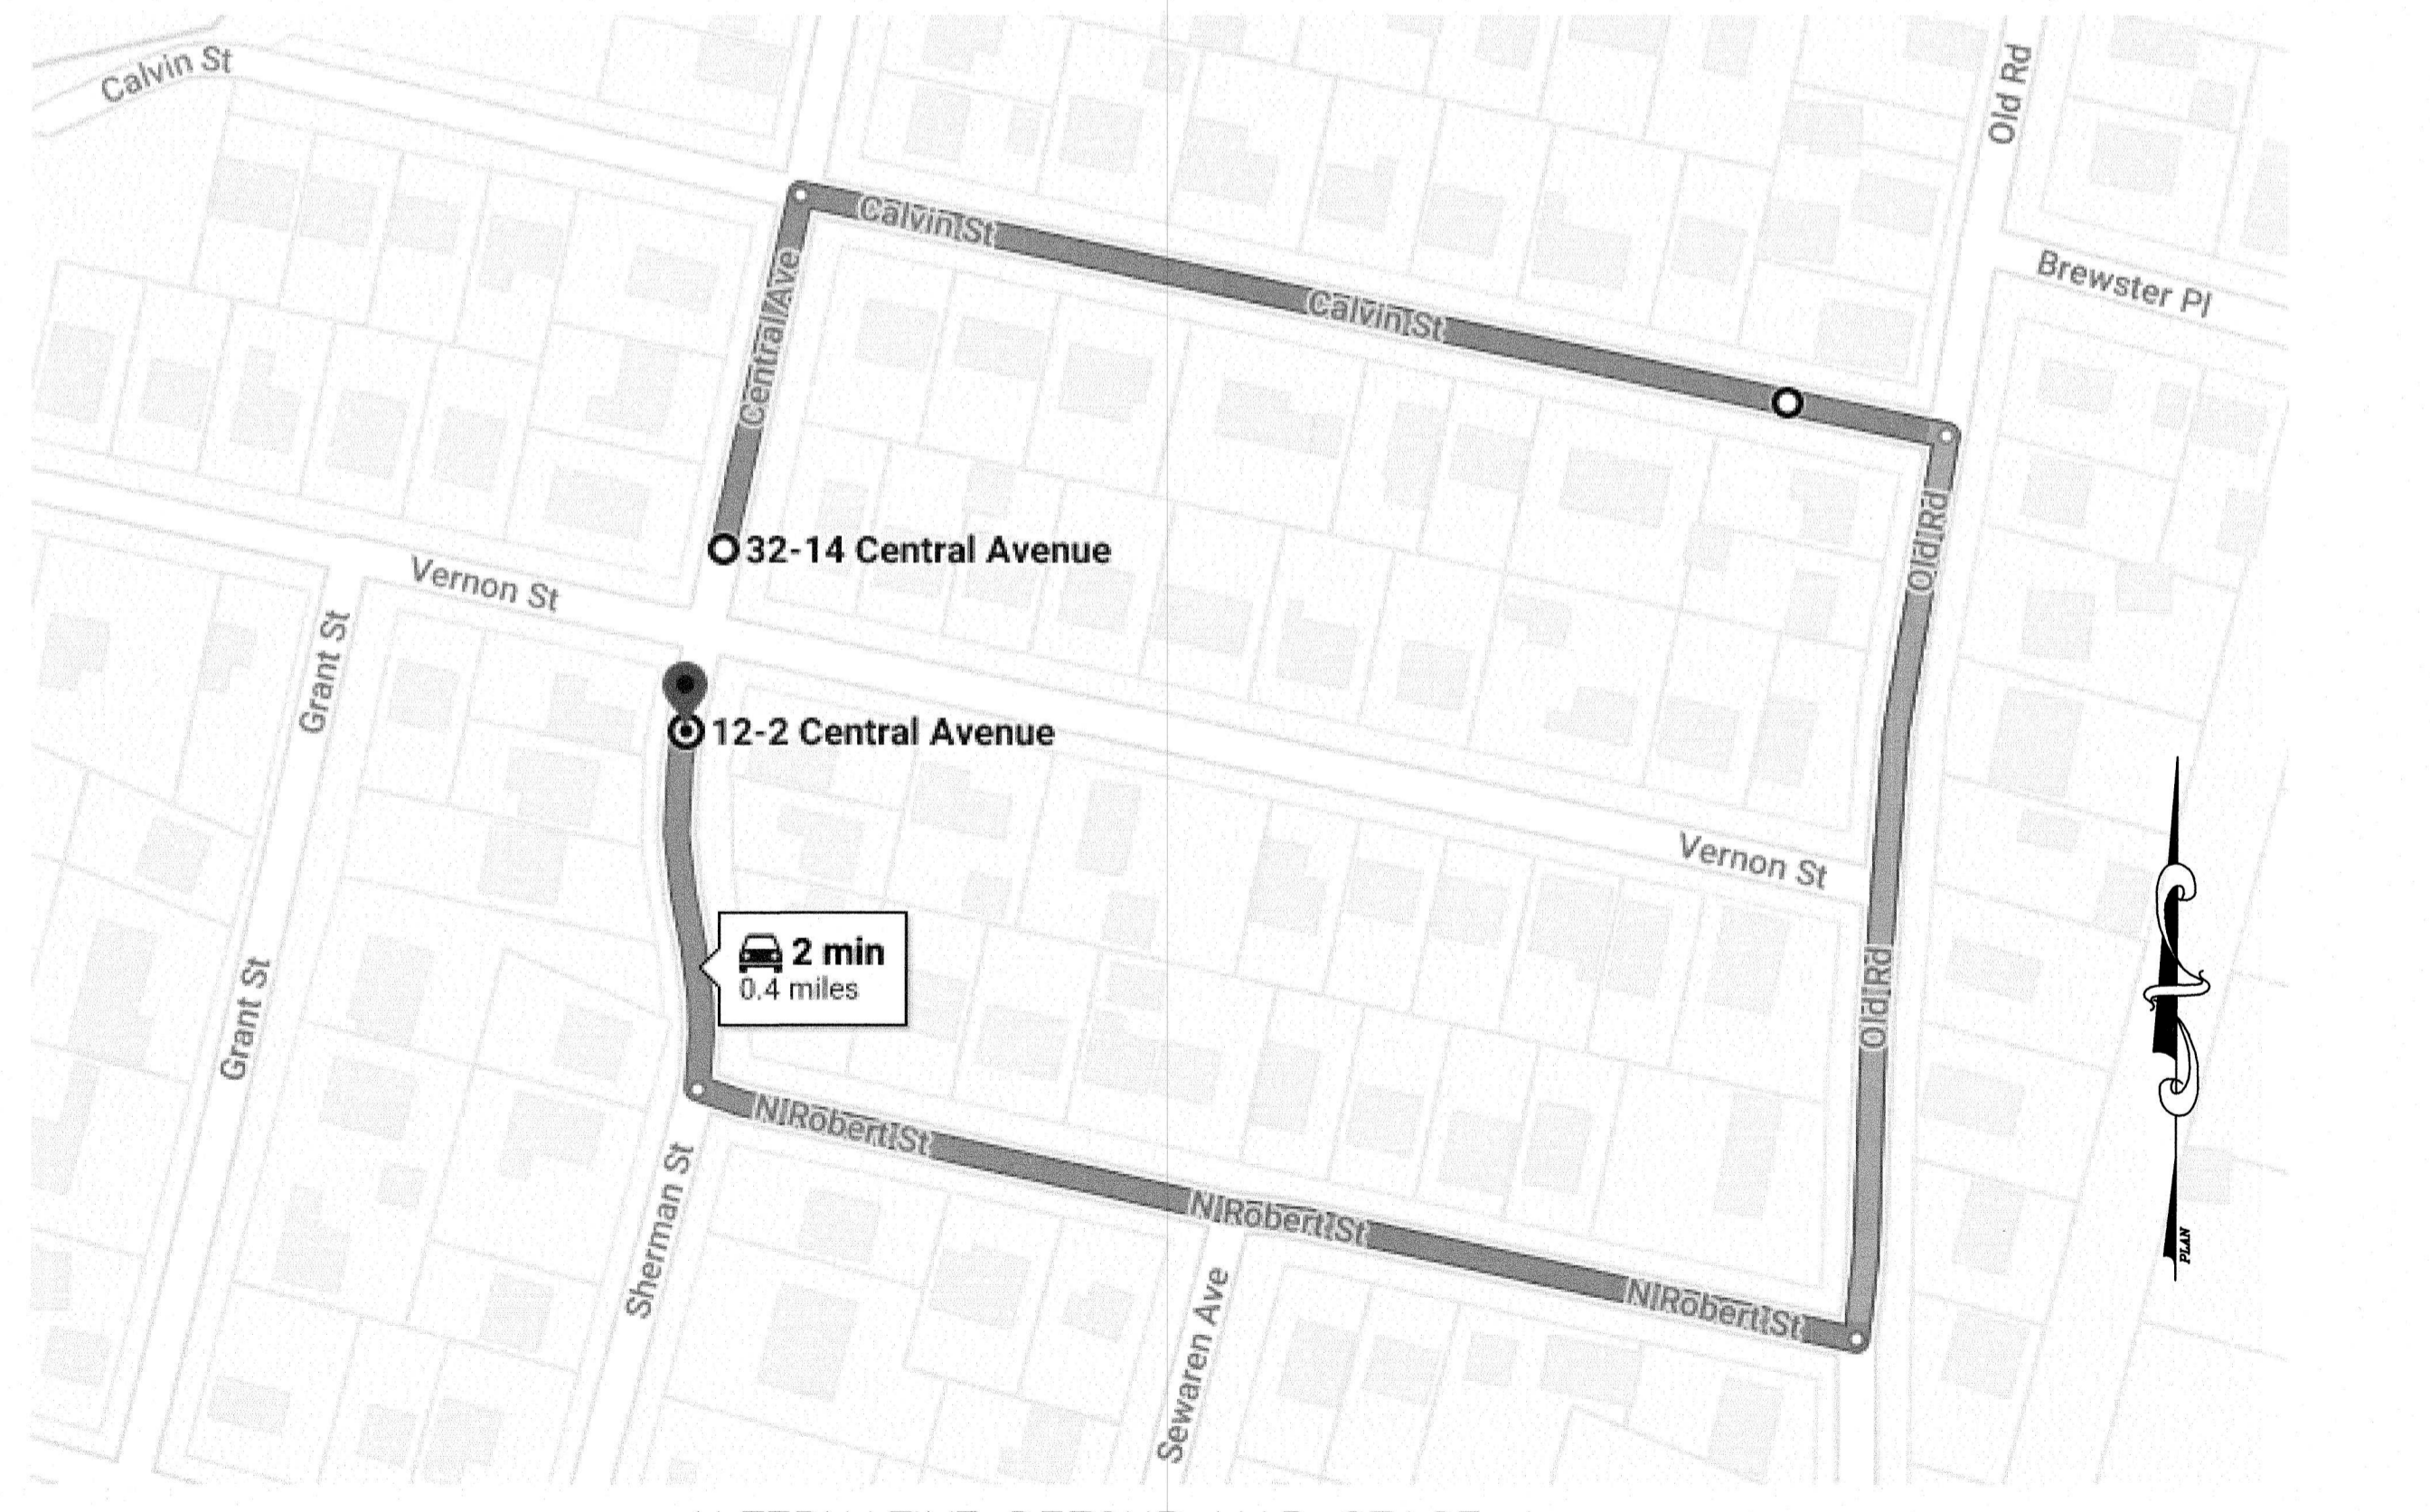 Calvin St
Old Rd
Calvin St
Central Ave
Brewster Pl
Calvin St
Old Rd
32-14 Central Avenue
Vernon St
Grant St
12-2 Central Avenue
Vernon St
2 min
0.4 miles
Old Rd
Grant St
N Robert St
Sherman St
N Robert St
N Robert St
PLAN
Sewaren Ave